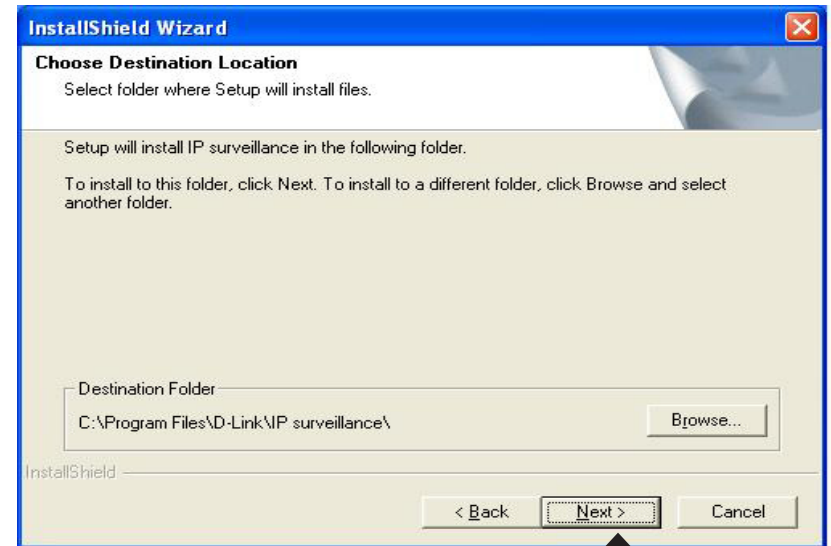 InstallShield Wizard
Choose Destination Location
Select folder where Setup will install files.
Setup will install IP surveillance in the following folder.
To install to this folder, click Next. To install to a different folder, click Browse and select
another folder.
Destination Folder
C:\Program Files\D-Link\IP surveillance\
Browse...
InstallShield
< Back
Next >
Cancel